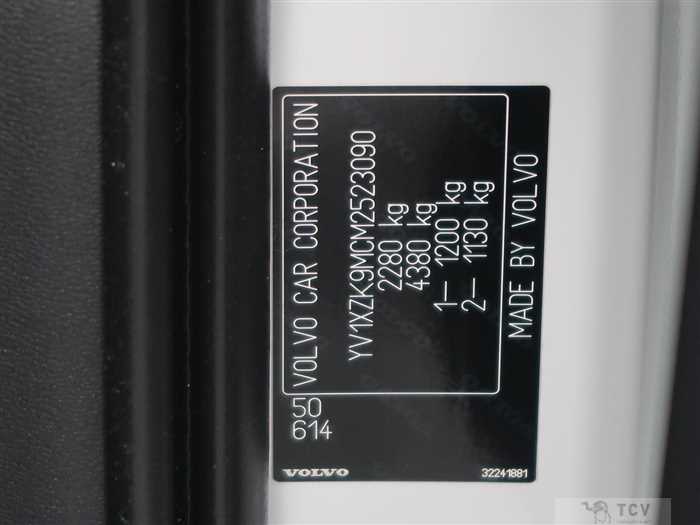 VOLVO CAR CORPORATION
YV1XZK9MCM2523090
2280 kg
4380 kg
1– 1200 kg
2– 1130 kg
MADE BY VOLVO
50
614
VOLVO
32241881
TCV